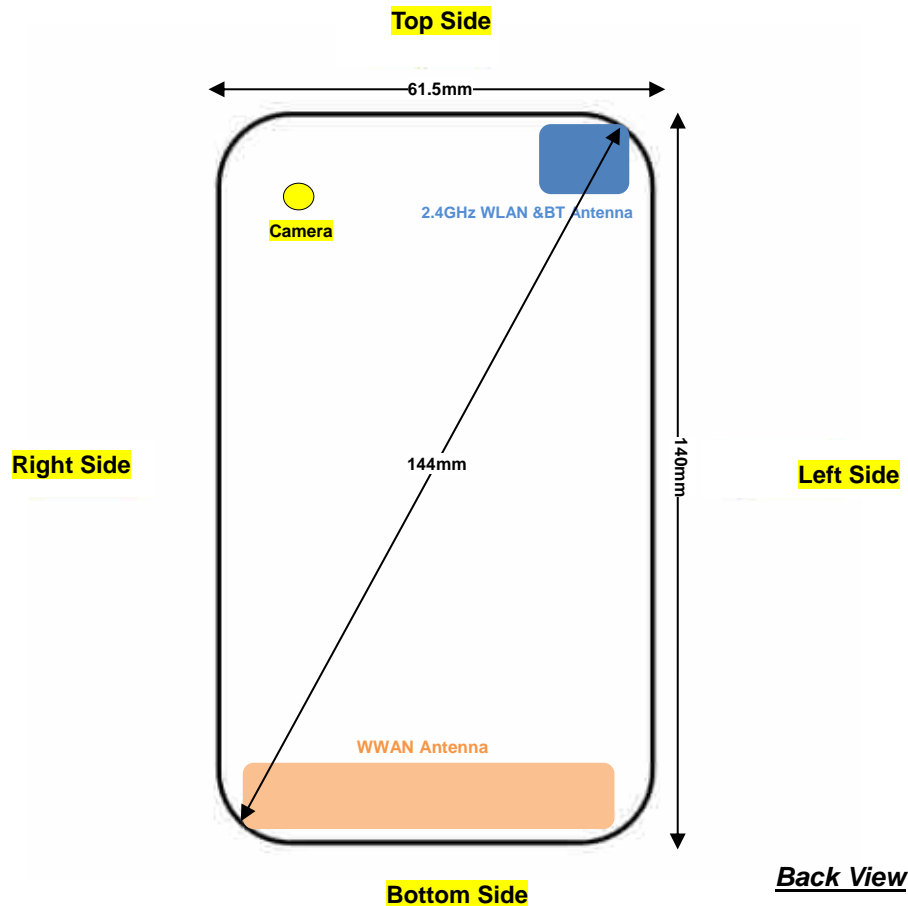 Top Side
61.5mm
2.4GHz WLAN &BT Antenna
Camera
Right Side
144mm
140mm
Left Side
WWAN Antenna
Bottom Side
Back View